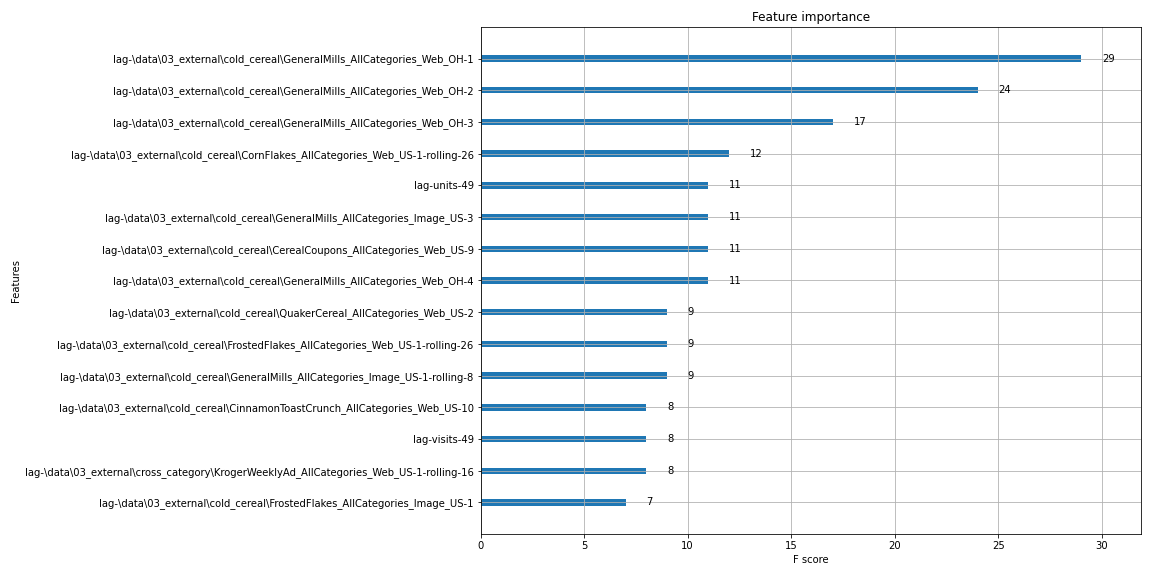 Feature importance
lag-\data\03_external\cold_cereal\GeneralMills_AllCategories_Web_OH-1 29
lag-\data\03_external\cold_cereal\GeneralMills_AllCategories_Web_OH-2 24
lag-\data\03_external\cold_cereal\GeneralMills_AllCategories_Web_OH-3 17
lag-\data\03_external\cold_cereal\CornFlakes_AllCategories_Web_US-1-rolling-26 12
lag-units-49 11
lag-\data\03_external\cold_cereal\GeneralMills_AllCategories_Image_US-3 11
lag-\data\03_external\cold_cereal\CerealCoupons_AllCategories_Web_US-9 11
lag-\data\03_external\cold_cereal\GeneralMills_AllCategories_Web_OH-4 11
lag-\data\03_external\cold_cereal\QuakerCereal_AllCategories_Web_US-2 9
lag-\data\03_external\cold_cereal\FrostedFlakes_AllCategories_Web_US-1-rolling-26 9
lag-\data\03_external\cold_cereal\GeneralMills_AllCategories_Image_US-1-rolling-8 9
lag-\data\03_external\cold_cereal\CinnamonToastCrunch_AllCategories_Web_US-10 8
lag-visits-49 8
lag-\data\03_external\cross_category\KrogerWeeklyAd_AllCategories_Web_US-1-rolling-16 8
lag-\data\03_external\cold_cereal\FrostedFlakes_AllCategories_Image_US-1 7
Features
0 5 10 15 20 25 30
F score